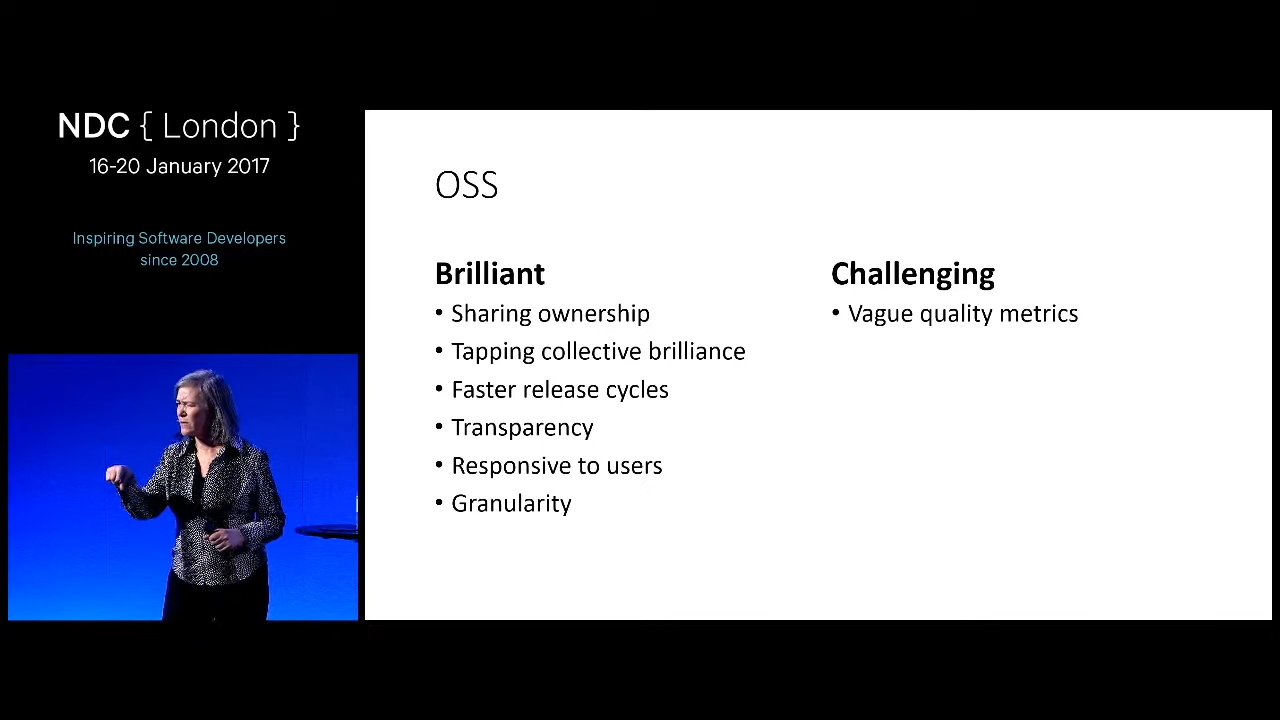 NDC { London }
16-20 January 2017
Inspiring Software Developers
since 2008
OSS
Brilliant
• Sharing ownership
• Tapping collective brilliance
• Faster release cycles
• Transparency
• Responsive to users
• Granularity
Challenging
• Vague quality metrics